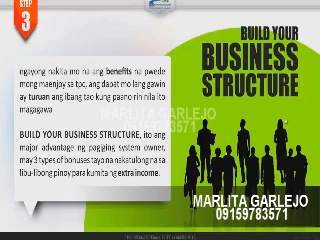 STEP
3
ngayong nakita mo na ang benefits na pwede
mong maenjoy sa tpc, ang dapat mo lang gawin
ay turuan ang ibang tao kung paano rin nila ito
magagawa
BUILD YOUR BUSINESS STRUCTURE, ito ang
major advantage ng pagiging system owner,
may 3 types of bonuses tayo na nakatulong na sa
libu-libong pinoy para kumita ng extra income.
BUILD YOUR
BUSINESS
STRUCTURE
MARLITA GARLEJO
09159783571
MARLITA GARLEJO
09159783571